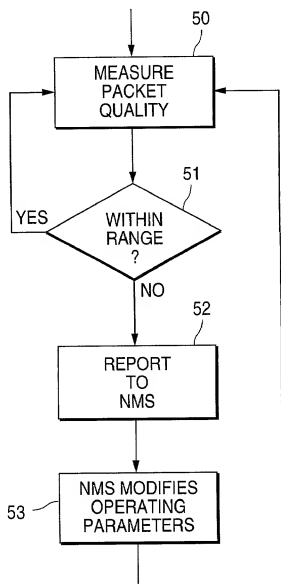 50
MEASURE
PACKET
QUALITY
51
YES
WITHIN
RANGE
?
NO
52
REPORT
TO
NMS
53
NMS MODIFIES
OPERATING
PARAMETERS